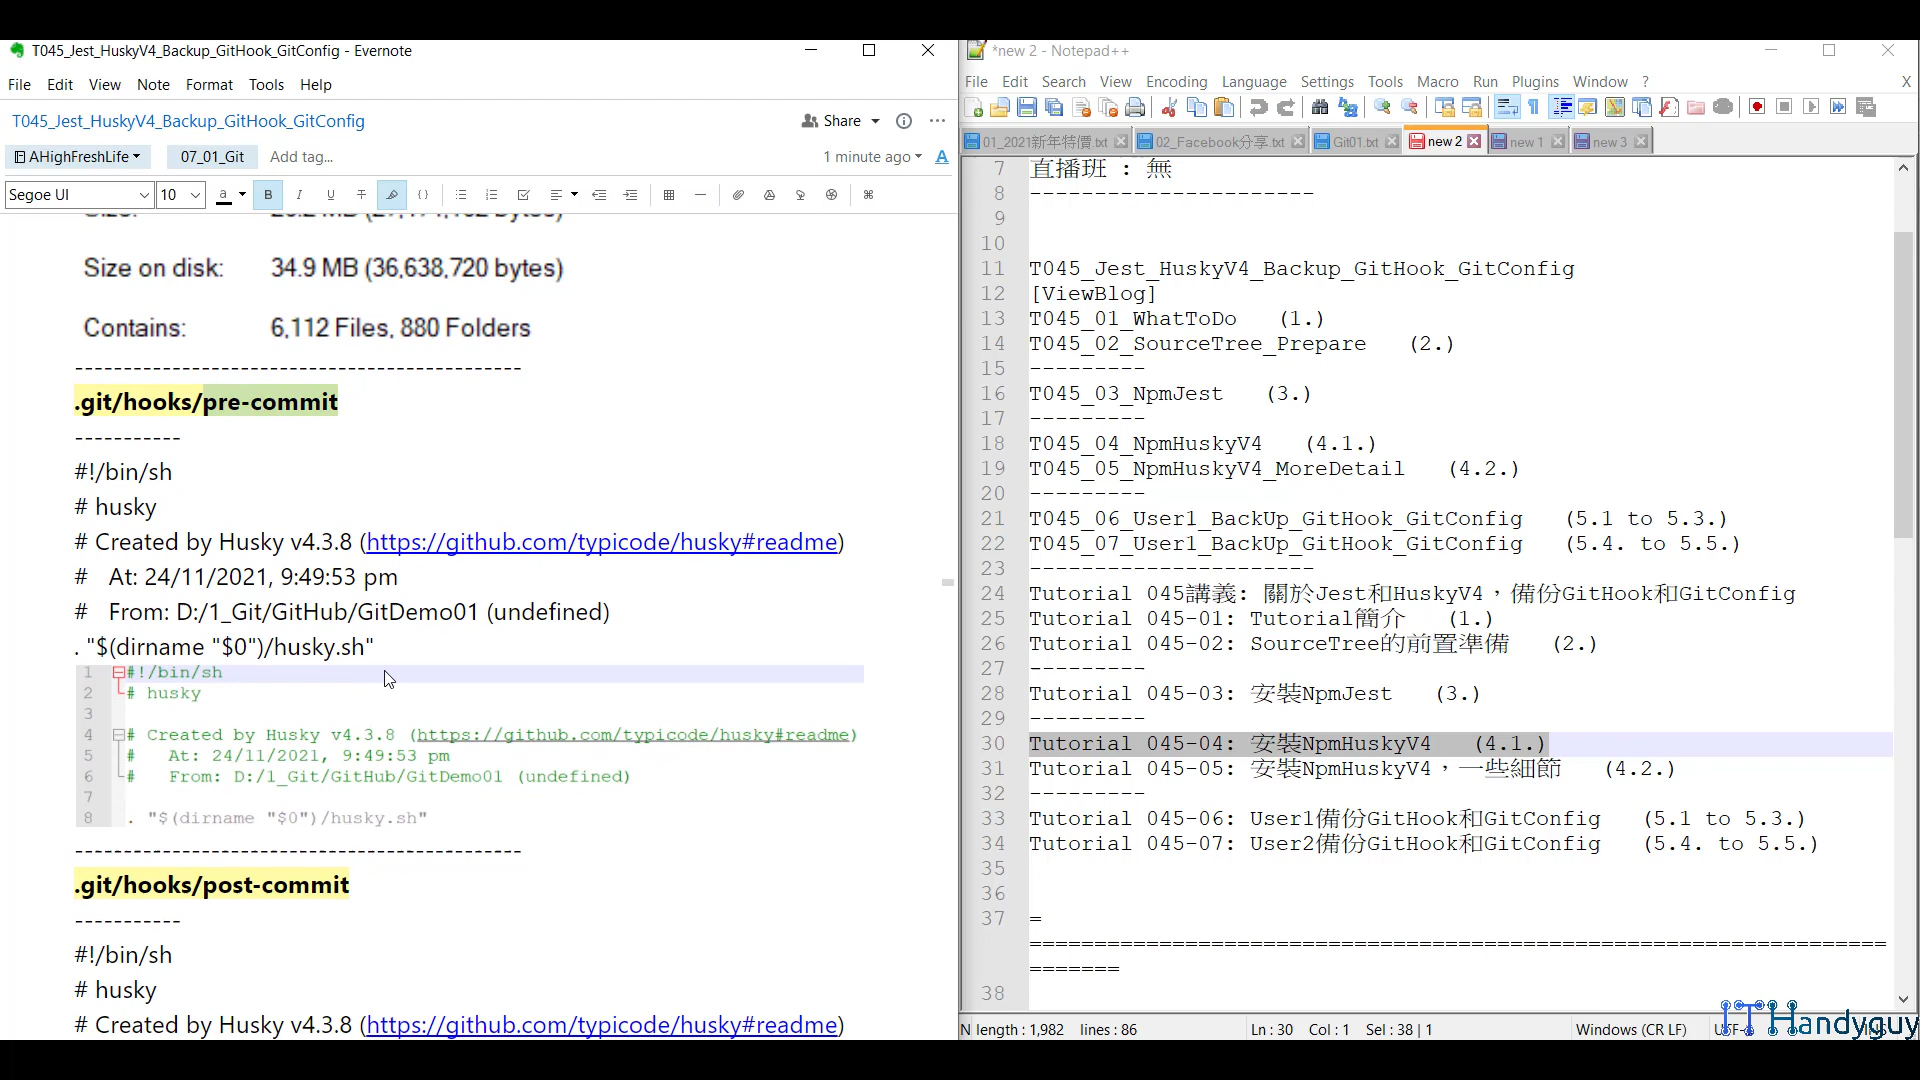 T045_Jest_HuskyV4_Backup_GitHook_GitConfig - Evernote
File Edit View Note Format Tools Help
T045_Jest_HuskyV4_Backup_GitHook_GitConfig
Share
AHighFreshLife 07_01_Git Add tag...
1 minute ago
Segoe UI 10
Size on disk: 34.9 MB (36,638,720 bytes)
Contains: 6,112 Files, 880 Folders
-------------------------------------------
.git/hooks/pre-commit
-----------
#!/bin/sh
# husky
# Created by Husky v4.3.8 (https://github.com/typicode/husky#readme)
#   At: 24/11/2021, 9:49:53 pm
#   From: D:/1_Git/GitHub/GitDemo01 (undefined)
. "$(dirname "$0")/husky.sh"
1 #!/bin/sh
2 # husky
3
4 # Created by Husky v4.3.8 (https://github.com/typicode/husky#readme)
5 #   At: 24/11/2021, 9:49:53 pm
6 #   From: D:/1_Git/GitHub/GitDemo01 (undefined)
7
8 . "$(dirname "$0")/husky.sh"
-------------------------------------------
.git/hooks/post-commit
-----------
#!/bin/sh
# husky
# Created by Husky v4.3.8 (https://github.com/typicode/husky#readme)
*new 2 - Notepad++
File Edit Search View Encoding Language Settings Tools Macro Run Plugins Window ? X
01_2021新年特價.txt 02_Facebook分享.txt Git01.txt new 2 new 1 new 3
7 直播班 : 無
8 ----------------------
9
10
11 T045_Jest_HuskyV4_Backup_GitHook_GitConfig
12 [ViewBlog]
13 T045_01_WhatToDo   (1.)
14 T045_02_SourceTree_Prepare   (2.)
15 ---------
16 T045_03_NpmJest   (3.)
17 ---------
18 T045_04_NpmHuskyV4   (4.1.)
19 T045_05_NpmHuskyV4_MoreDetail   (4.2.)
20 ---------
21 T045_06_User1_BackUp_GitHook_GitConfig   (5.1 to 5.3.)
22 T045_07_User1_BackUp_GitHook_GitConfig   (5.4. to 5.5.)
23 ----------------------
24 Tutorial 045講義: 關於Jest和HuskyV4，備份GitHook和GitConfig
25 Tutorial 045-01: Tutorial簡介   (1.)
26 Tutorial 045-02: SourceTree的前置準備   (2.)
27 ---------
28 Tutorial 045-03: 安裝NpmJest   (3.)
29 ---------
30 Tutorial 045-04: 安裝NpmHuskyV4   (4.1.)
31 Tutorial 045-05: 安裝NpmHuskyV4，一些細節   (4.2.)
32 ---------
33 Tutorial 045-06: User1備份GitHook和GitConfig   (5.1 to 5.3.)
34 Tutorial 045-07: User2備份GitHook和GitConfig   (5.4. to 5.5.)
35
36
37 =
==================================================================
=======
38
N length : 1,982 lines : 86 Ln : 30 Col : 1 Sel : 38 | 1 Windows (CR LF)
IT Handyguy